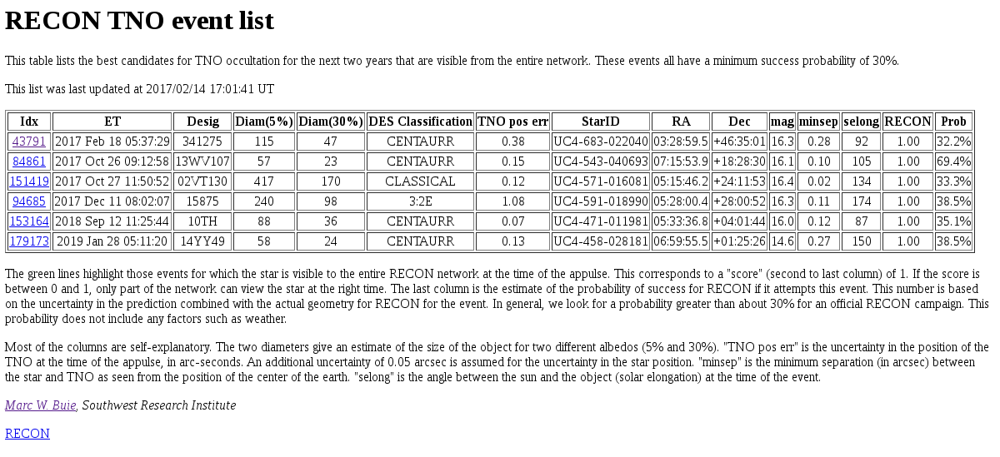 RECON TNO event list
This table lists the best candidates for TNO occultation for the next two years that are visible from the entire network. These events all have a minimum success probability of 30%.
This list was last updated at 2017/02/14 17:01:41 UT
Idx ET Desig Diam(5%) Diam(30%) DES Classification TNO pos err StarID RA Dec mag minsep selong RECON Prob
43791 2017 Feb 18 05:37:29 341275 115 47 CENTAURR 0.38 UC4-683-022040 03:28:59.5 +46:35:01 16.3 0.28 92 1.00 32.2%
84861 2017 Oct 26 09:12:58 13WV107 57 23 CENTAURR 0.15 UC4-543-040693 07:15:53.9 +18:28:30 16.1 0.10 105 1.00 69.4%
151419 2017 Oct 27 11:50:52 02VT130 417 170 CLASSICAL 0.12 UC4-571-016081 05:15:46.2 +24:11:53 16.4 0.02 134 1.00 33.3%
94685 2017 Dec 11 08:02:07 15875 240 98 3:2E 1.08 UC4-591-018990 05:28:00.4 +28:00:52 16.3 0.11 174 1.00 38.5%
153164 2018 Sep 12 11:25:44 10TH 88 36 CENTAURR 0.07 UC4-471-011981 05:33:36.8 +04:01:44 16.0 0.12 87 1.00 35.1%
179173 2019 Jan 28 05:11:20 14YY49 58 24 CENTAURR 0.13 UC4-458-028181 06:59:55.5 +01:25:26 14.6 0.27 150 1.00 38.5%
The green lines highlight those events for which the star is visible to the entire RECON network at the time of the appulse. This corresponds to a "score" (second to last column) of 1. If the score is
between 0 and 1, only part of the network can view the star at the right time. The last column is the estimate of the probability of success for RECON if it attempts this event. This number is based
on the uncertainty in the prediction combined with the actual geometry for RECON for the event. In general, we look for a probability greater than about 30% for an official RECON campaign. This
probability does not include any factors such as weather.
Most of the columns are self-explanatory. The two diameters give an estimate of the size of the object for two different albedos (5% and 30%). "TNO pos err" is the uncertainty in the position of the
TNO at the time of the appulse, in arc-seconds. An additional uncertainty of 0.05 arcsec is assumed for the uncertainty in the star position. "minsep" is the minimum separation (in arcsec) between
the star and TNO as seen from the position of the center of the earth. "selong" is the angle between the sun and the object (solar elongation) at the time of the event.
Marc W. Buie, Southwest Research Institute
RECON